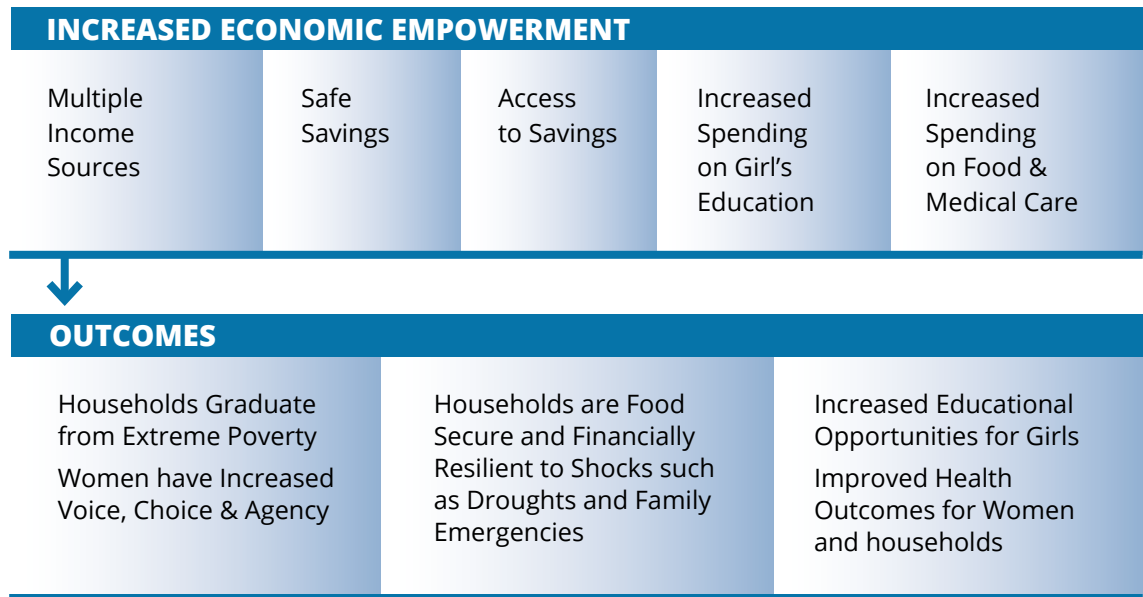 INCREASED ECONOMIC EMPOWERMENT
Multiple
Income
Sources
Safe
Savings
Access
to Savings
Increased
Spending
on Girl’s
Education
Increased
Spending
on Food &
Medical Care
OUTCOMES
Households Graduate
from Extreme Poverty
Women have Increased
Voice, Choice & Agency
Households are Food
Secure and Financially
Resilient to Shocks such
as Droughts and Family
Emergencies
Increased Educational
Opportunities for Girls
Improved Health
Outcomes for Women
and households